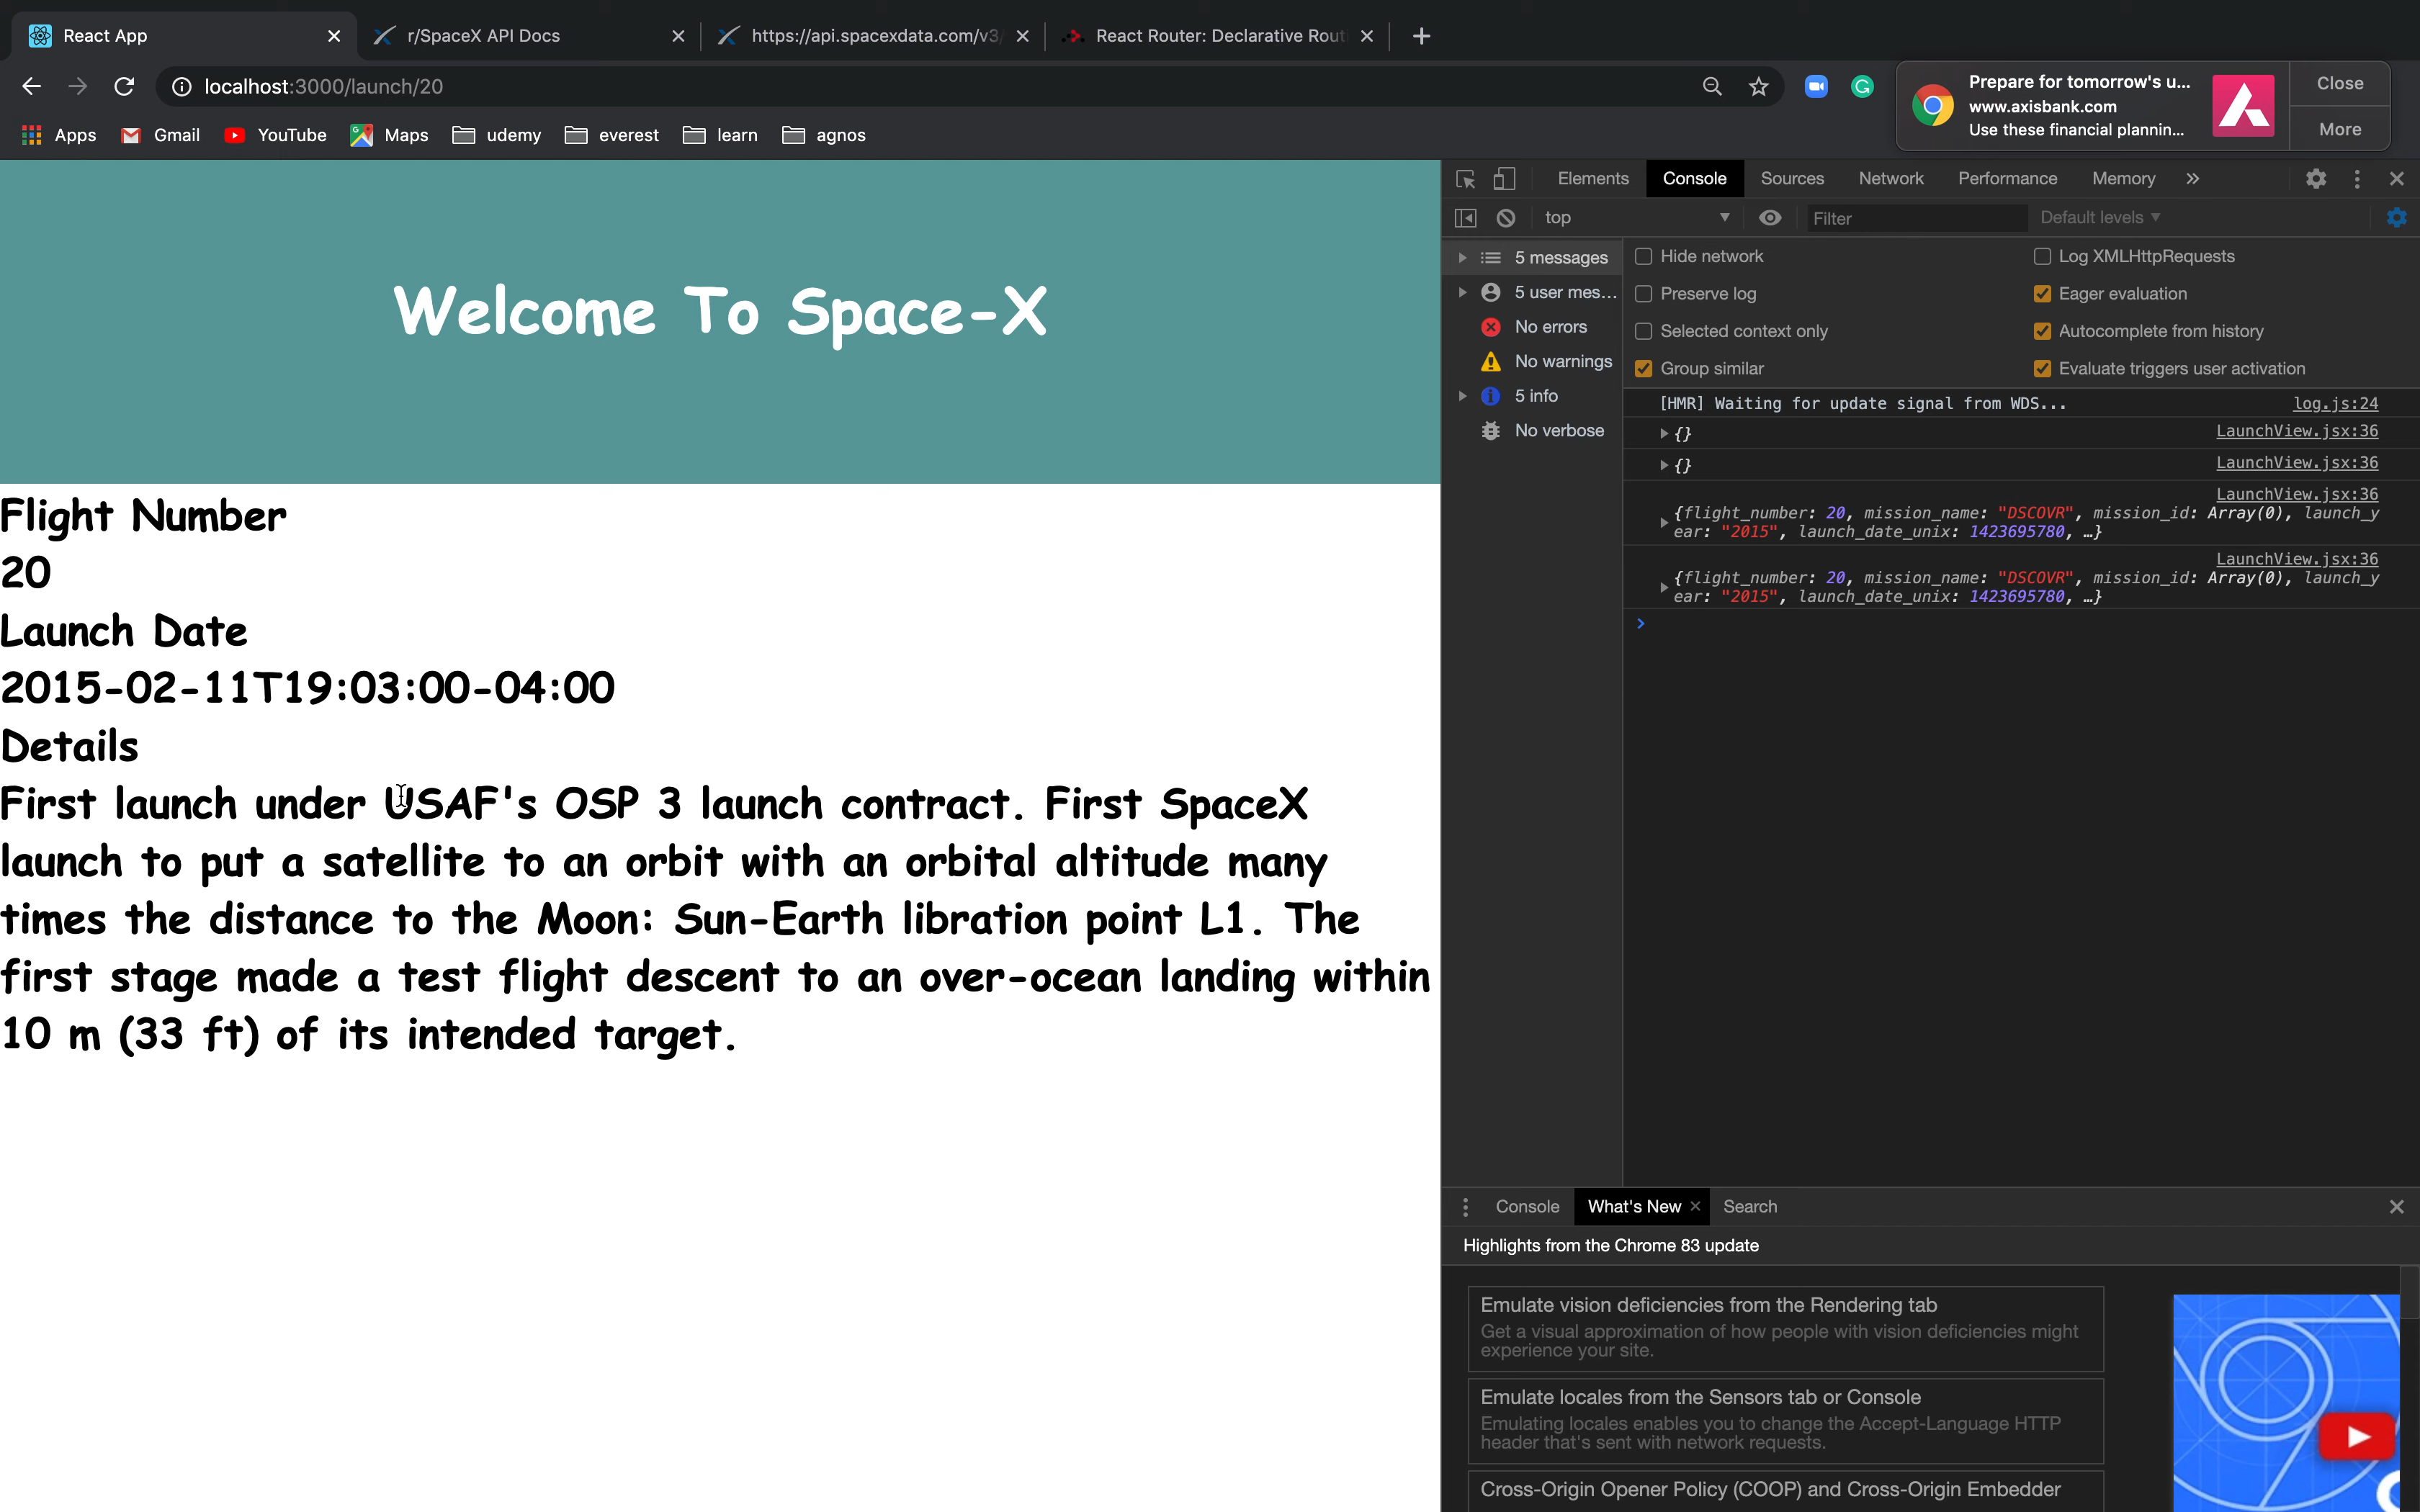 React App
r/SpaceX API Docs
https://api.spacexdata.com/v3/
React Router: Declarative Rout
localhost:3000/launch/20
Prepare for tomorrow's u...
www.axisbank.com
Use these financial plannin...
Close
More
Apps
Gmail
YouTube
Maps
udemy
everest
learn
agnos
Welcome To Space-X
Flight Number
20
Launch Date
2015-02-11T19:03:00-04:00
Details
First launch under USAF's OSP 3 launch contract. First SpaceX
launch to put a satellite to an orbit with an orbital altitude many
times the distance to the Moon: Sun-Earth libration point L1. The
first stage made a test flight descent to an over-ocean landing within
10 m (33 ft) of its intended target.
Elements Console Sources Network Performance Memory
top
Filter
Default levels
5 messages
5 user mes...
No errors
No warnings
5 info
No verbose
Hide network
Log XMLHttpRequests
Preserve log
Eager evaluation
Selected context only
Autocomplete from history
Group similar
Evaluate triggers user activation
[HMR] Waiting for update signal from WDS... log.js:24
{} LaunchView.jsx:36
{} LaunchView.jsx:36
LaunchView.jsx:36
{flight_number: 20, mission_name: "DSCOVR", mission_id: Array(0), launch_y
ear: "2015", launch_date_unix: 1423695780, …}
LaunchView.jsx:36
{flight_number: 20, mission_name: "DSCOVR", mission_id: Array(0), launch_y
ear: "2015", launch_date_unix: 1423695780, …}
Console What's New Search
Highlights from the Chrome 83 update
Emulate vision deficiencies from the Rendering tab
Get a visual approximation of how people with vision deficiencies might
experience your site.
Emulate locales from the Sensors tab or Console
Emulating locales enables you to change the Accept-Language HTTP
header that's sent with network requests.
Cross-Origin Opener Policy (COOP) and Cross-Origin Embedder